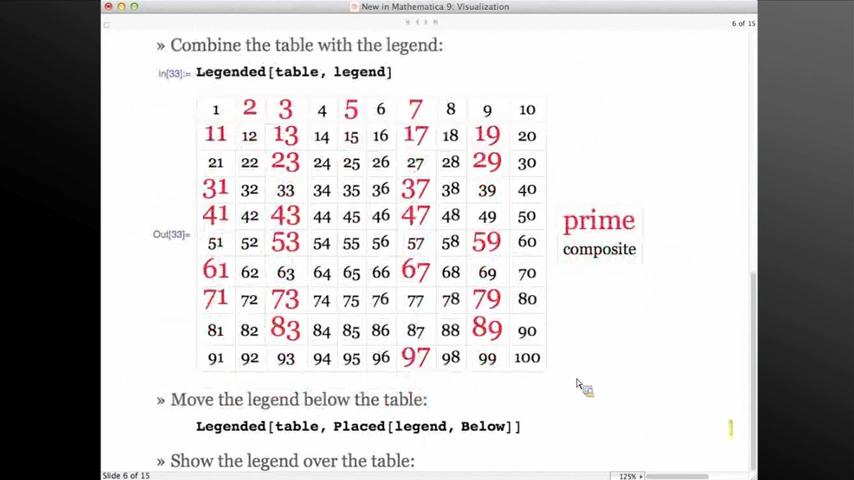 New in Mathematica 9: Visualization
6 of 15
» Combine the table with the legend:
In[33]:= Legended[table, legend]
1 2 3 4 5 6 7 8 9 10
11 12 13 14 15 16 17 18 19 20
21 22 23 24 25 26 27 28 29 30
31 32 33 34 35 36 37 38 39 40
41 42 43 44 45 46 47 48 49 50
Out[33]= 51 52 53 54 55 56 57 58 59 60
61 62 63 64 65 66 67 68 69 70
71 72 73 74 75 76 77 78 79 80
81 82 83 84 85 86 87 88 89 90
91 92 93 94 95 96 97 98 99 100
prime
composite
» Move the legend below the table:
Legended[table, Placed[legend, Below]]
» Show the legend over the table:
Slide 6 of 15
125%